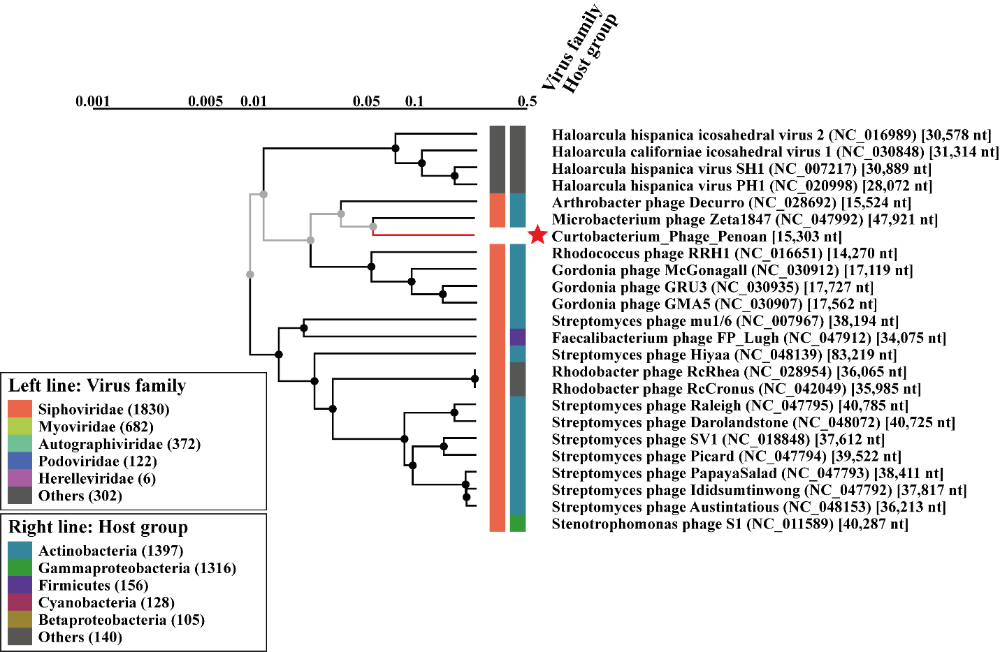 Virus family
Host group
0.001 0.005 0.01 0.05 0.1 0.5
Haloarcula hispanica icosahedral virus 2 (NC_016989) [30,578 nt]
Haloarcula californiae icosahedral virus 1 (NC_030848) [31,314 nt]
Haloarcula hispanica virus SH1 (NC_007217) [30,889 nt]
Haloarcula hispanica virus PH1 (NC_020998) [28,072 nt]
Arthrobacter phage Decurro (NC_028692) [15,524 nt]
Microbacterium phage Zeta1847 (NC_047992) [47,921 nt]
Curtobacterium_Phage_Penoan [15,303 nt]
Rhodococcus phage RRH1 (NC_016651) [14,270 nt]
Gordonia phage McGonagall (NC_030912) [17,119 nt]
Gordonia phage GRU3 (NC_030935) [17,727 nt]
Gordonia phage GMA5 (NC_030907) [17,562 nt]
Streptomyces phage mu1/6 (NC_007967) [38,194 nt]
Faecalibacterium phage FP_Lugh (NC_047912) [34,075 nt]
Streptomyces phage Hiyaa (NC_048139) [83,219 nt]
Rhodobacter phage RcRhea (NC_028954) [36,065 nt]
Rhodobacter phage RcCronus (NC_042049) [35,985 nt]
Streptomyces phage Raleigh (NC_047795) [40,785 nt]
Streptomyces phage Darolandstone (NC_048072) [40,725 nt]
Streptomyces phage SV1 (NC_018848) [37,612 nt]
Streptomyces phage Picard (NC_047794) [39,522 nt]
Streptomyces phage PapayaSalad (NC_047793) [38,411 nt]
Streptomyces phage Ididsumtinwong (NC_047792) [37,817 nt]
Streptomyces phage Austintatious (NC_048153) [36,213 nt]
Stenotrophomonas phage S1 (NC_011589) [40,287 nt]
Left line: Virus family
Siphoviridae (1830)
Myoviridae (682)
Autographiviridae (372)
Podoviridae (122)
Herelleviridae (6)
Others (302)
Right line: Host group
Actinobacteria (1397)
Gammaproteobacteria (1316)
Firmicutes (156)
Cyanobacteria (128)
Betaproteobacteria (105)
Others (140)